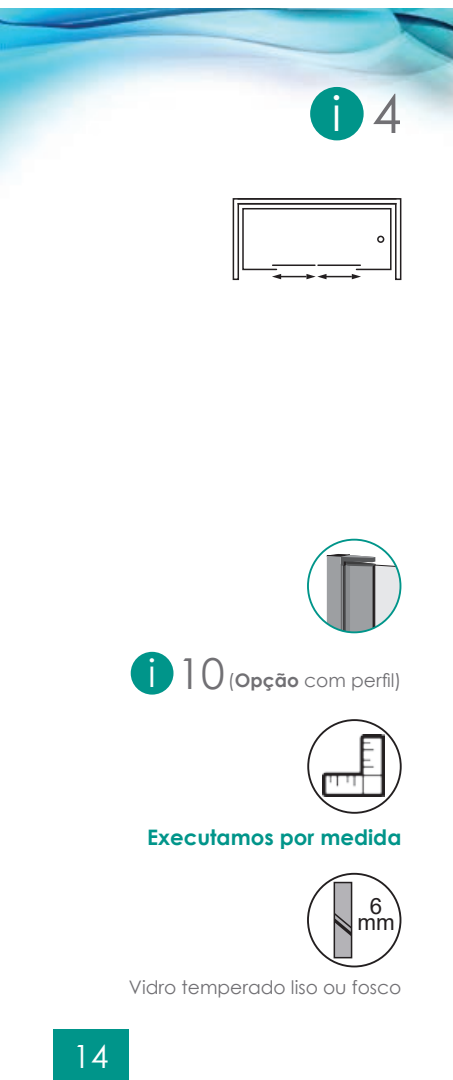 i 4
i 10 (Opção com perfil)
Executamos por medida
6
mm
Vidro temperado liso ou fosco
14